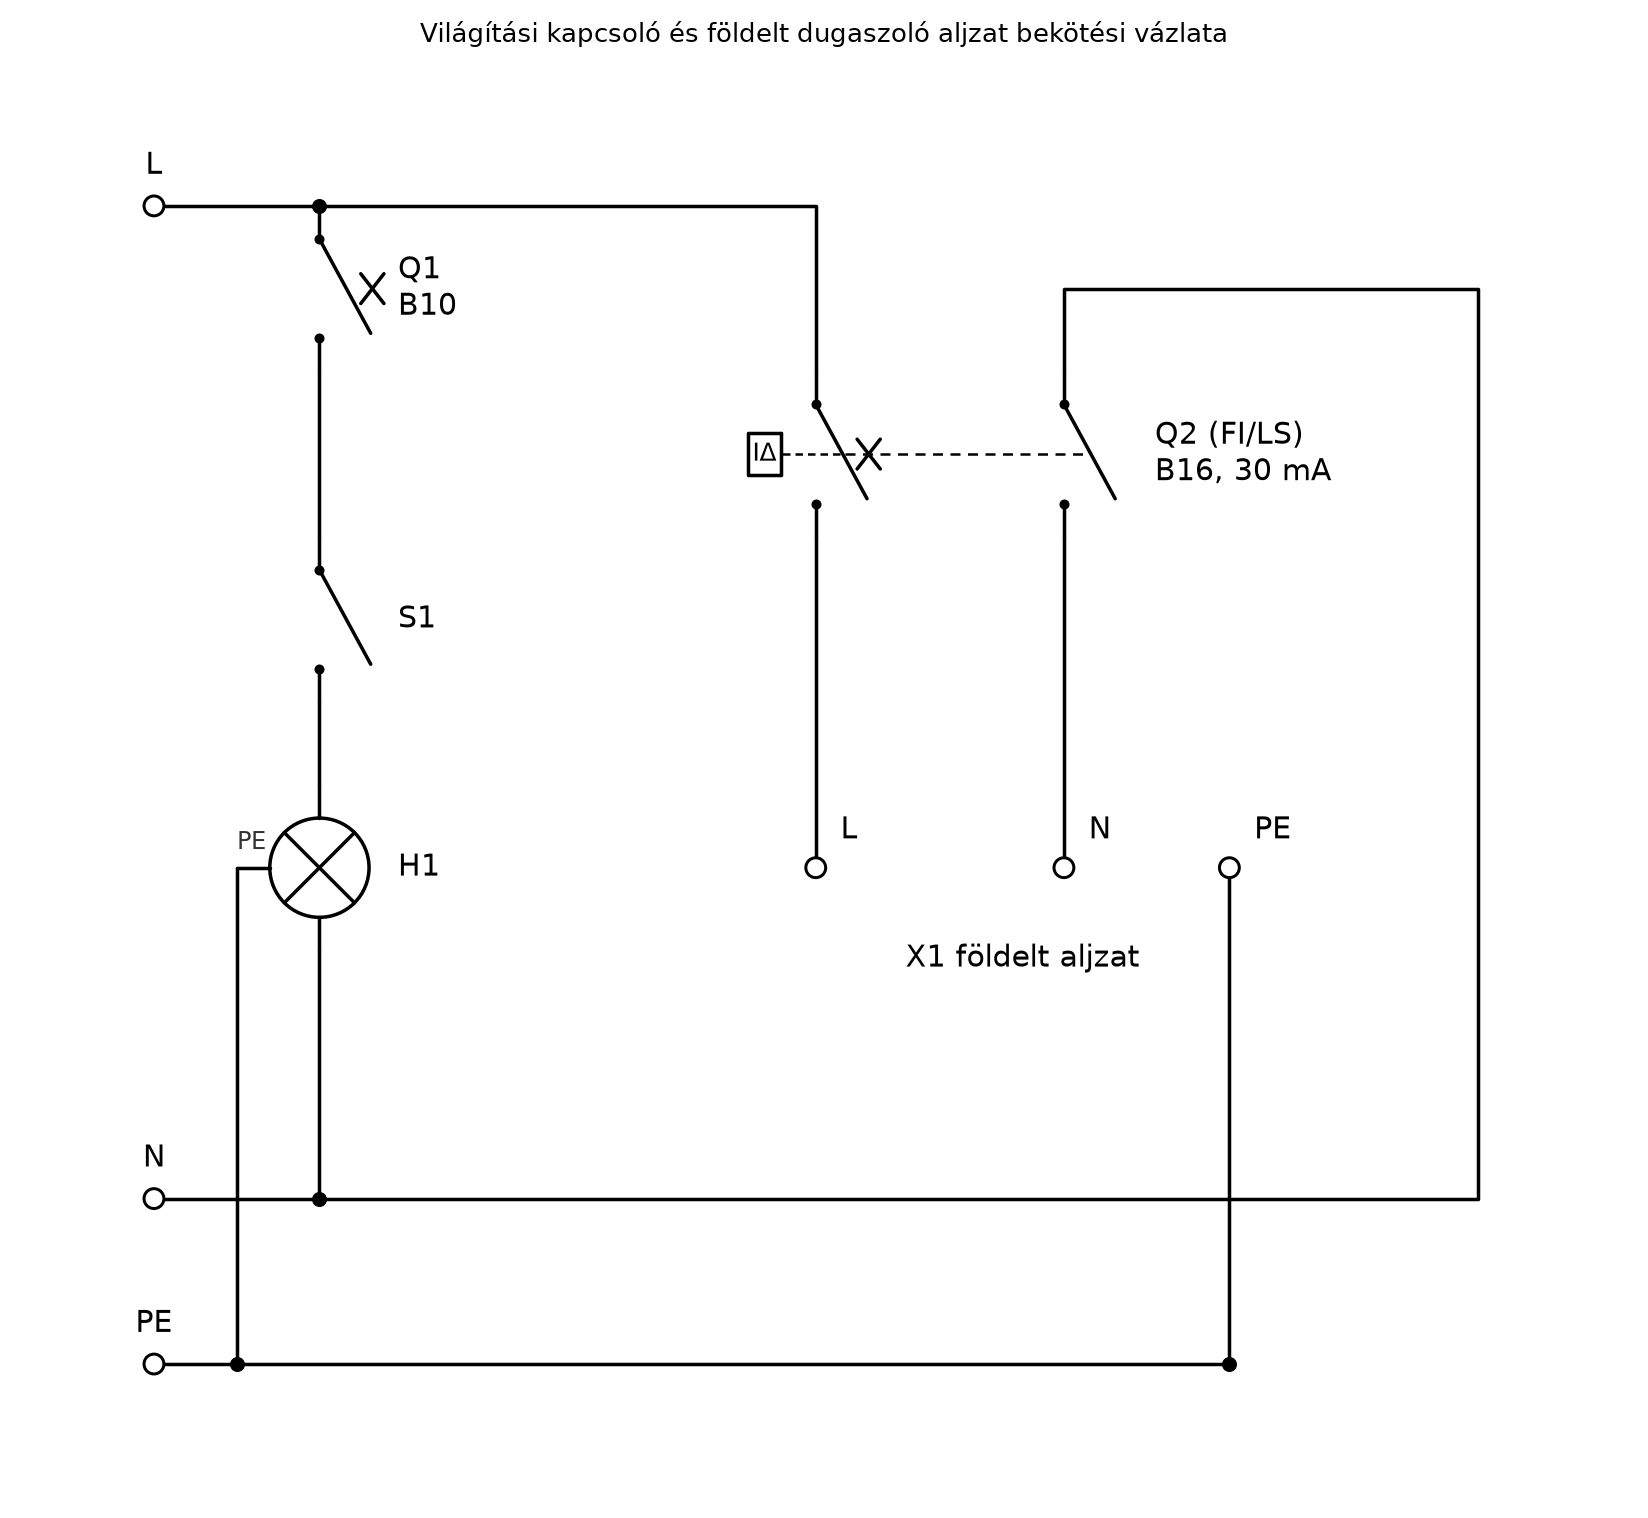 Világítási kapcsoló és földelt dugaszoló aljzat bekötési vázlata
L
Q1
B10
Q2 (FI/LS)
B16, 30 mA
IΔ
S1
L
N
PE
PE
H1
X1 földelt aljzat
N
PE